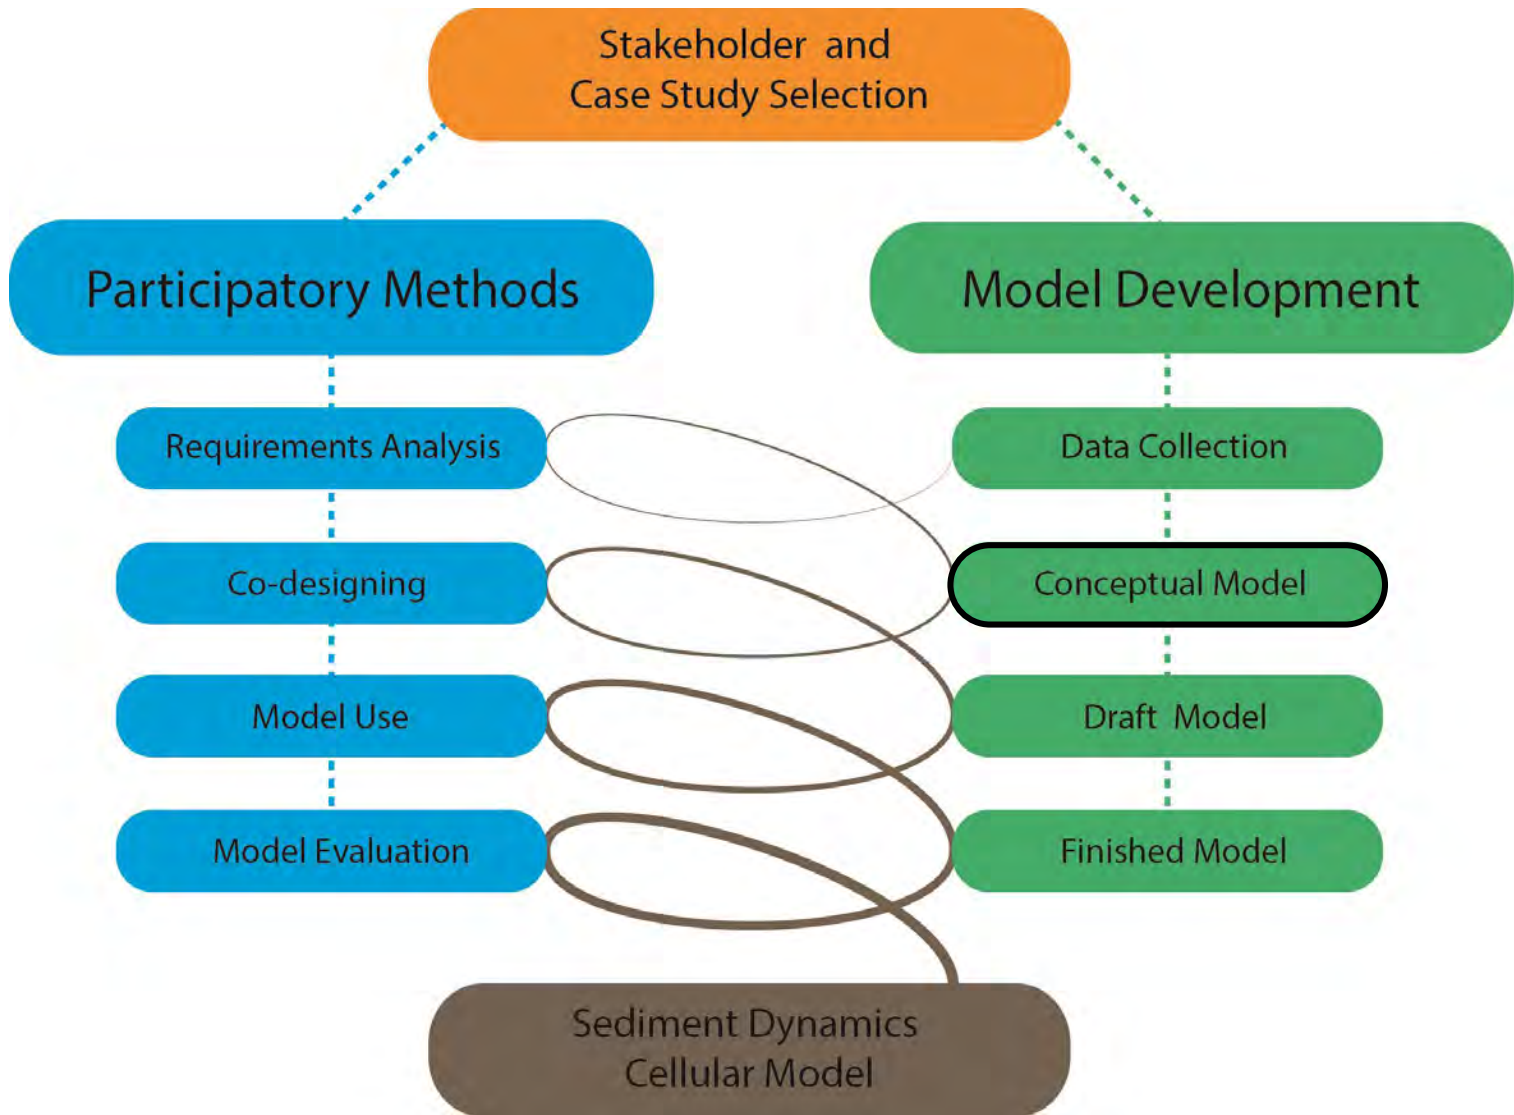 Stakeholder and
Case Study Selection
Participatory Methods
Model Development
Requirements Analysis
Data Collection
Co-designing
Conceptual Model
Model Use
Draft Model
Model Evaluation
Finished Model
Sediment Dynamics
Cellular Model